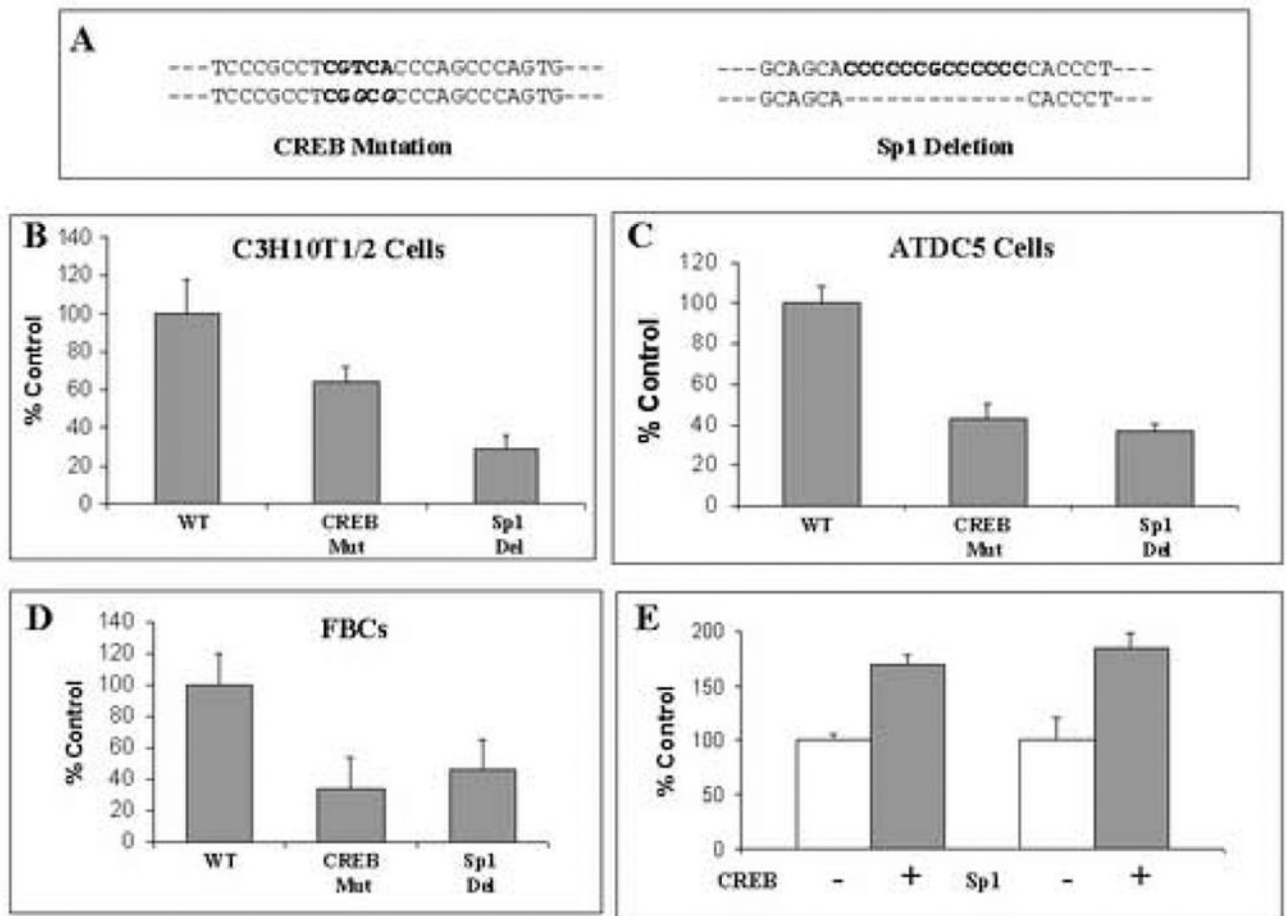 A
---TCCCGCCTCGTCACCCAGCCCAGTG---
---TCCCGCCTCGGCGCCCAGCCCAGTG---
CREB Mutation
---GCAGCACCCCCCGCCCCCCCACCCT---
---GCAGCA-------------CACCCT---
Sp1 Deletion
B
C3H10T1/2 Cells
% Control
140
120
100
80
60
40
20
0
WT
CREB
Mut
Sp1
Del
C
ATDC5 Cells
% Control
120
100
80
60
40
20
0
WT
CREB
Mut
Sp1
Del
D
FBCs
% Control
140
120
100
80
60
40
20
0
WT
CREB
Mut
Sp1
Del
E
% Control
200
150
100
50
0
CREB - + Sp1 - +